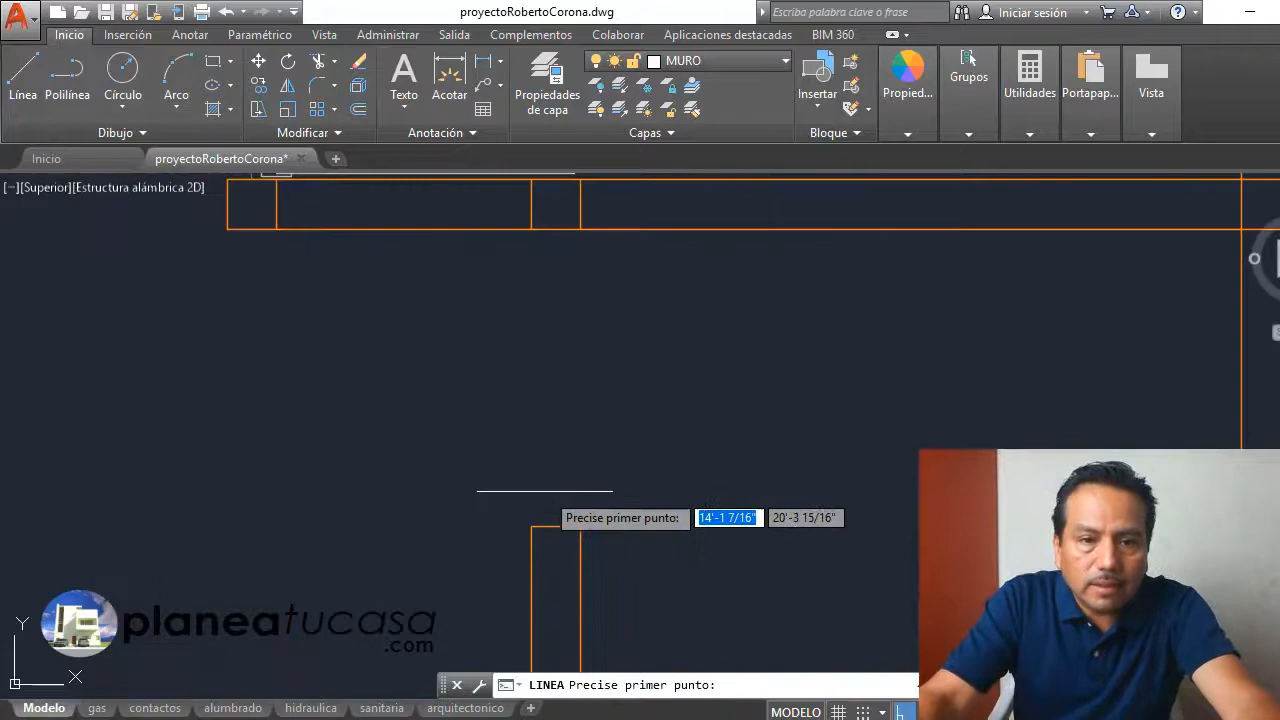 proyectoRobertoCorona.dwg
Escriba palabra clave o frase
Iniciar sesión
Inicio
Inserción
Anotar
Paramétrico
Vista
Administrar
Salida
Complementos
Colaborar
Aplicaciones destacadas
BIM 360
MURO
Línea
Polilínea
Círculo
Arco
Texto
Acotar
Propiedades
de capa
Insertar
Propied...
Grupos
Utilidades
Portapap...
Vista
Dibujo
Modificar
Anotación
Capas
Bloque
Inicio
proyectoRobertoCorona*
[−][Superior][Estructura alámbrica 2D]
Precise primer punto:
14'-1 7/16"
20'-3 15/16"
planeatucasa
.com
Y
X
LINEA Precise primer punto:
Modelo
gas
contactos
alumbrado
hidraulica
sanitaria
arquitectonico
MODELO